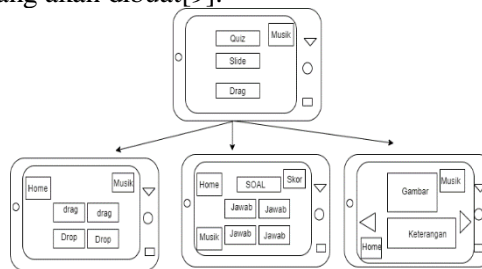 ang akan dibuat[9].
Quiz
Musik
Slide
Drag
Home
Musik
drag
drag
Drop
Drop
Home
SOAL
Skor
Jawab
Jawab
Musik
Jawab
Jawab
Gambar
Musik
Keterangan
Home